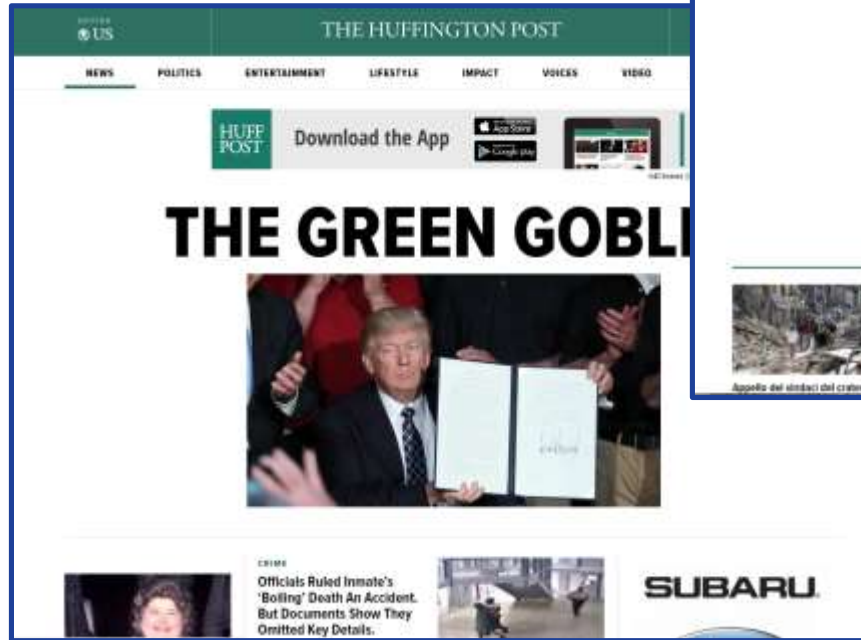 US
THE HUFFINGTON POST
NEWS POLITICS ENTERTAINMENT LIFESTYLE IMPACT VOICES VIDEO
HUFF
POST
Download the App
App Store
Google play
THE GREEN GOBLI
Appello dei sindaci del crater
CRIME
Officials Ruled Inmate's
'Boiling' Death An Accident.
But Documents Show They
Omitted Key Details.
SUBARU